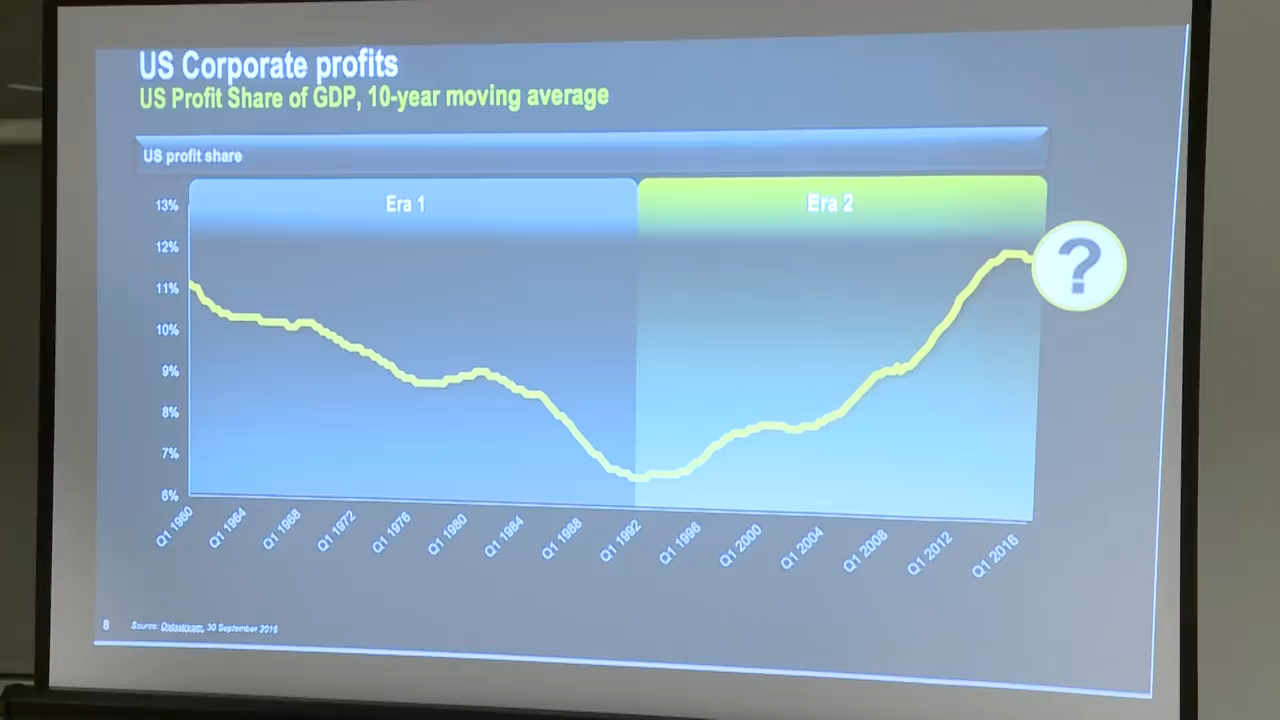 US Corporate profits
US Profit Share of GDP, 10-year moving average
US profit share
Era 1
Era 2
13%
12%
11%
10%
9%
8%
7%
6%
?
Q1 1960
Q1 1964
Q1 1968
Q1 1972
Q1 1976
Q1 1980
Q1 1984
Q1 1988
Q1 1992
Q1 1996
Q1 2000
Q1 2004
Q1 2008
Q1 2012
Q1 2016
8
Source: Datastream, 30 September 2016